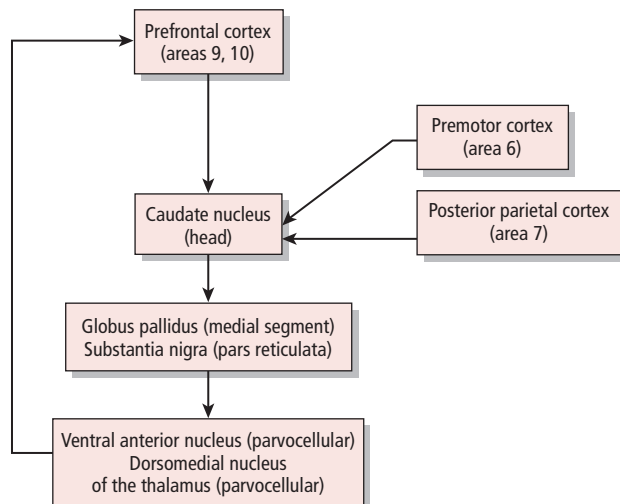 Prefrontal cortex
(areas 9, 10)
Premotor cortex
(area 6)
Caudate nucleus
(head)
Posterior parietal cortex
(area 7)
Globus pallidus (medial segment)
Substantia nigra (pars reticulata)
Ventral anterior nucleus (parvocellular)
Dorsomedial nucleus
of the thalamus (parvocellular)